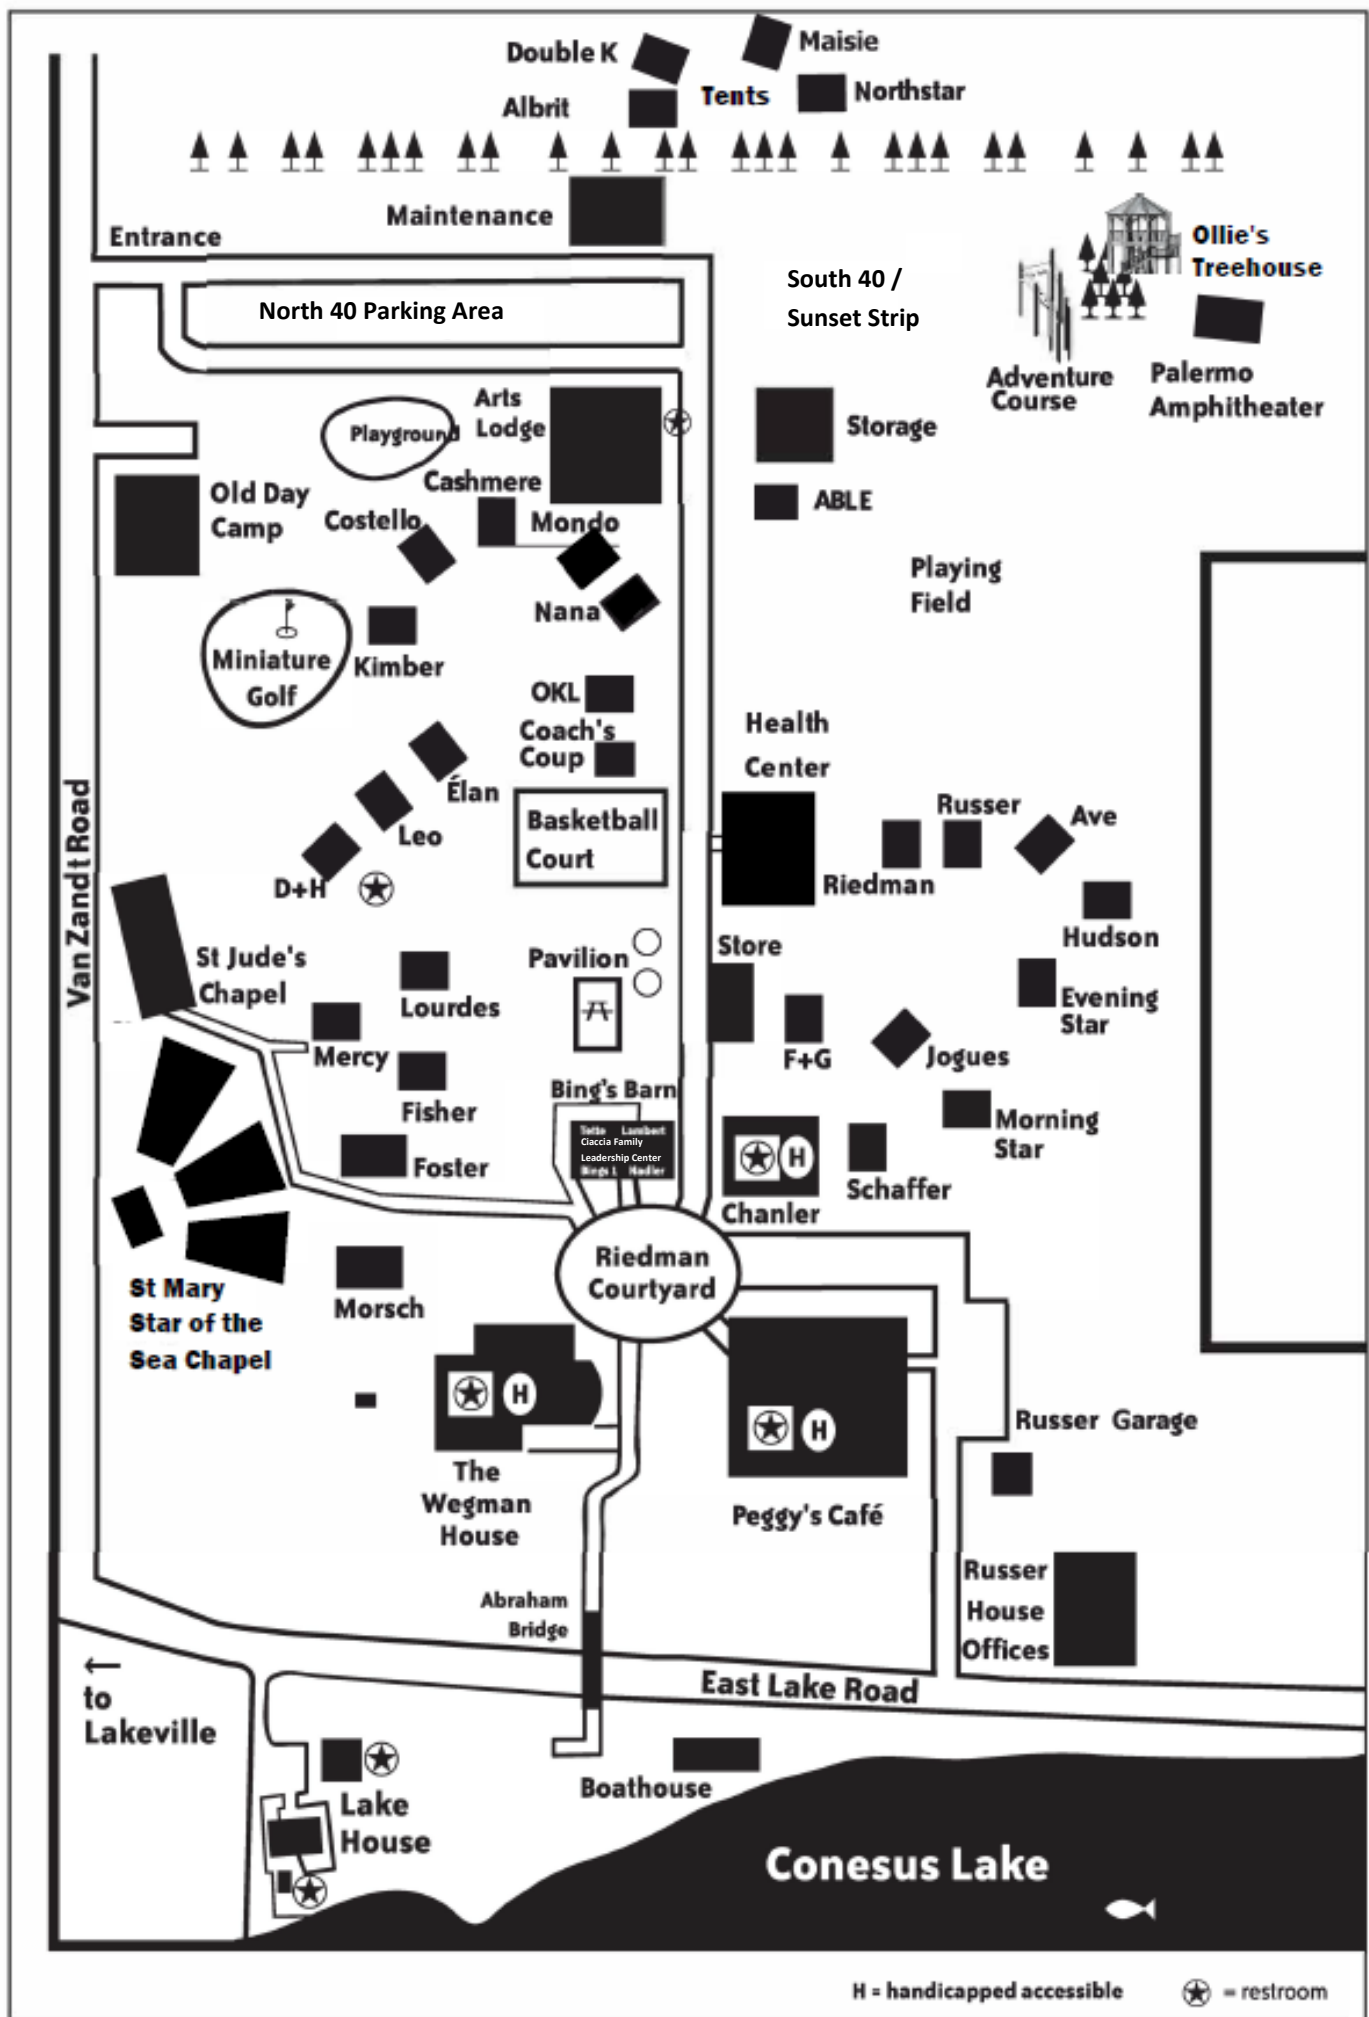 Double K
Maisie
Tents
Northstar
Albrit
Maintenance
Entrance
Ollie's
Treehouse
South 40 /
Sunset Strip
North 40 Parking Area
Adventure
Course
Palermo
Amphitheater
Arts
Lodge
Playground
Storage
Cashmere
Old Day
Camp
ABLE
Costello
Mondo
Playing
Field
Nana
Miniature
Golf
Kimber
OKL
Coach's
Coup
Health
Center
Élan
Leo
Basketball
Court
Russer
Ave
Van Zandt Road
D+H
Riedman
Hudson
St Jude's
Chapel
Pavilion
Store
Lourdes
Evening
Star
Mercy
F+G
Jogues
Fisher
Bing's Barn
Morning
Star
Tette Lambert
Ciaccia Family
Leadership Center
Bings L Hadler
Foster
H
Schaffer
Chanler
Riedman
Courtyard
St Mary
Star of the
Sea Chapel
Morsch
H
H
Russer Garage
The
Wegman
House
Peggy's Café
Abraham
Bridge
Russer
House
Offices
←
to
Lakeville
East Lake Road
Boathouse
Lake
House
Conesus Lake
H = handicapped accessible
= restroom